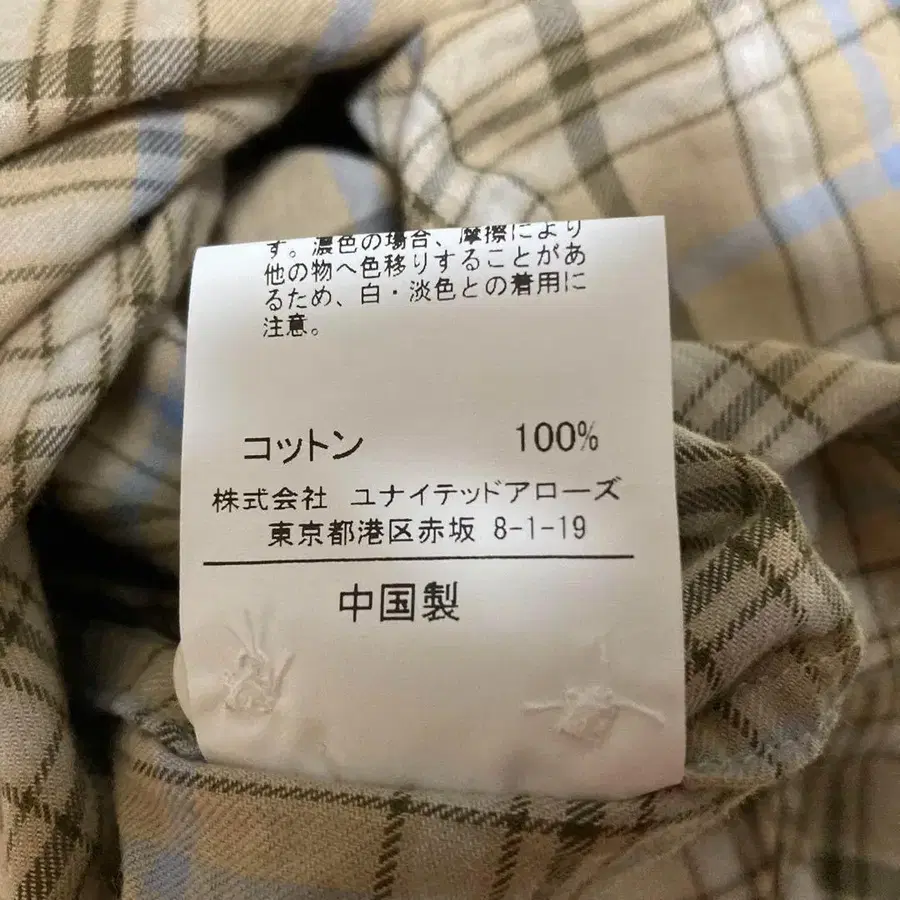 す。濃色の場合、摩擦により
他の物へ色移りすることがあ
るため、白・淡色との着用に
注意。
コットン 100%
株式会社 ユナイテッドアローズ
東京都港区赤坂 8-1-19
中国製